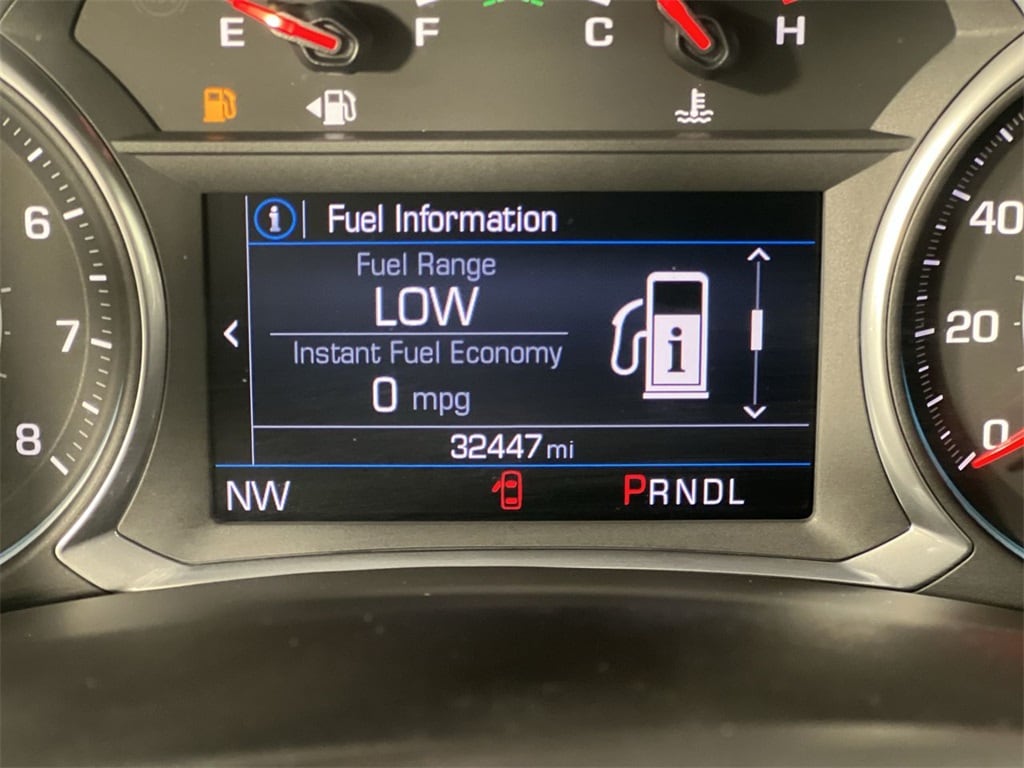 E F C H
6
7
8
i Fuel Information
Fuel Range
LOW
Instant Fuel Economy
0 mpg
i
32447 mi
NW PRNDL
40
20
0